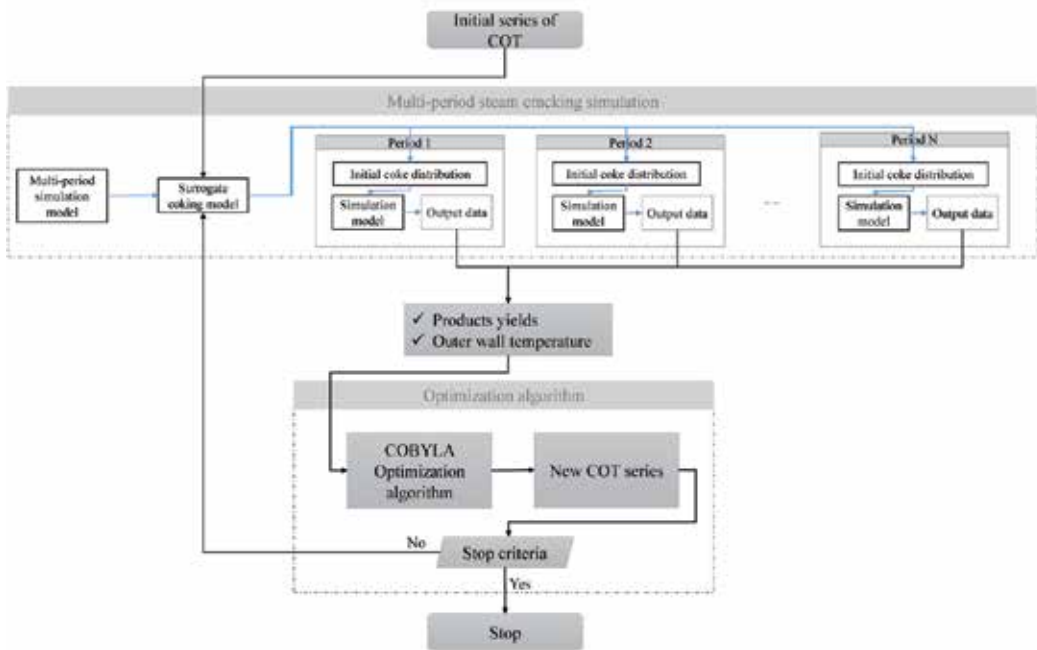 Initial series of
COT
Multi-period steam cracking simulation
Period 1
Period 2
Period N
Multi-period
simulation
model
Surrogate
coking model
Initial coke distribution
Simulation
model
Output data
Initial coke distribution
Simulation
model
Output data
...
Initial coke distribution
Simulation
model
Output data
✓ Products yields
✓ Outer wall temperature
Optimization algorithm
COBYLA
Optimization
algorithm
New COT series
No
Stop criteria
Yes
Stop